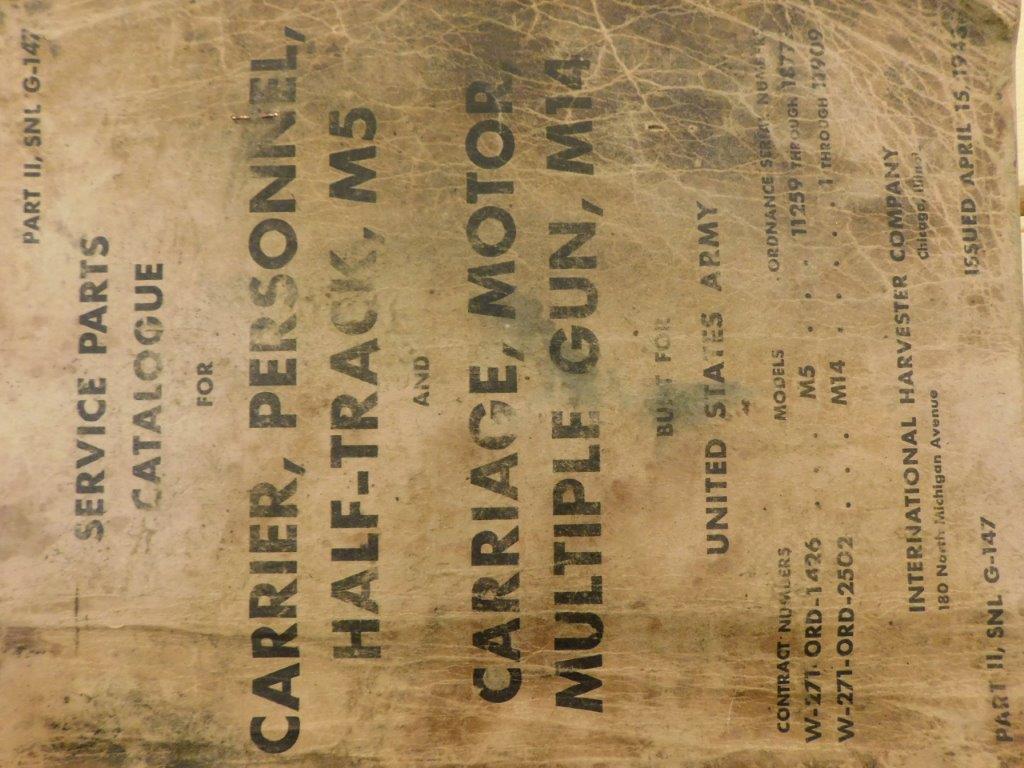 PART II, SNL G-147
SERVICE PARTS
CATALOGUE
FOR
CARRIER, PERSONNEL,
HALF-TRACK, M5
AND
CARRIAGE, MOTOR,
MULTIPLE GUN, M14
BUILT FOR
UNITED STATES ARMY
CONTRACT NUMBERS MODELS ORDNANCE SERIAL NUMBERS
W-271-ORD-1426 . . M5 . . . 11259 THROUGH
W-271-ORD-2502 . . . M14 . . . . 1 THROUGH
INTERNATIONAL HARVESTER COMPANY
180 North Michigan Avenue Chicago, Illinois
PART II, SNL G-147 ISSUED APRIL 15,